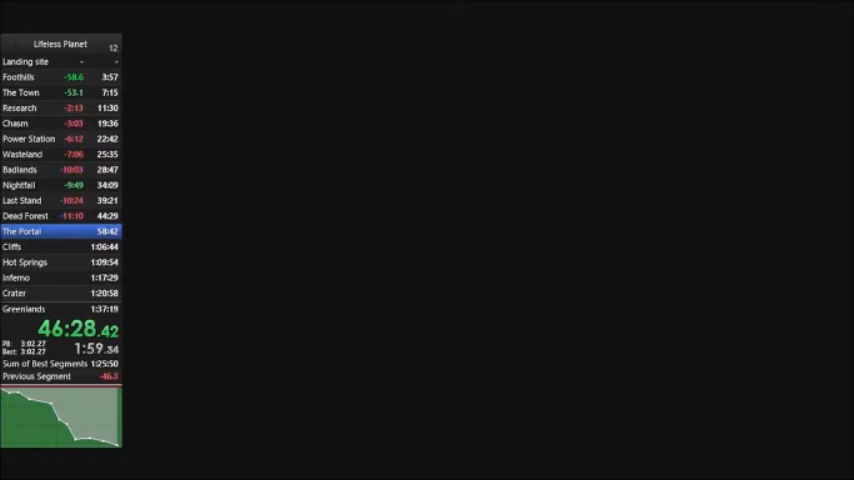 Lifeless Planet 12
Landing site - -
Foothills -58.6 3:57
The Town -53.1 7:15
Research -2:13 11:30
Chasm -3:03 19:36
Power Station -6:12 22:42
Wasteland -7:06 25:35
Badlands -10:03 28:47
Nightfall -9:49 34:09
Last Stand -10:24 39:21
Dead Forest -11:10 44:29
The Portal 58:42
Cliffs 1:06:44
Hot Springs 1:09:54
Inferno 1:17:29
Crater 1:20:58
Greenlands 1:37:19
46:28.42
PB: 3:02.27
Best: 3:02.27 1:59.34
Sum of Best Segments 1:25:50
Previous Segment -46.3